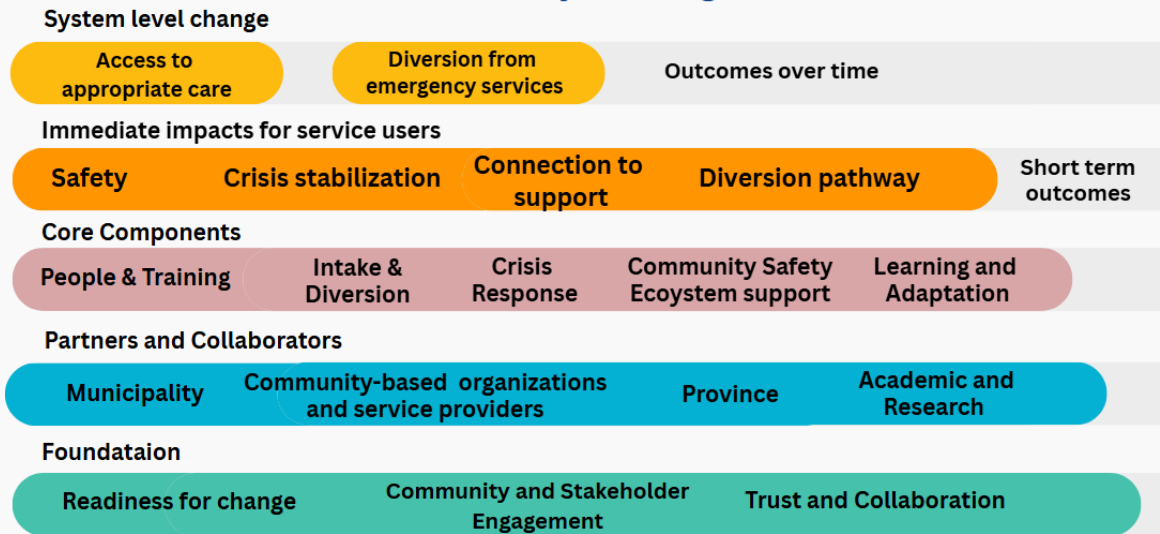 System level change
Access to
appropriate care
Diversion from
emergency services
Outcomes over time
Immediate impacts for service users
Safety
Crisis stabilization
Connection to
support
Diversion pathway
Short term
outcomes
Core Components
People & Training
Intake &
Diversion
Crisis
Response
Community Safety
Ecoystem support
Learning and
Adaptation
Partners and Collaborators
Municipality
Community-based organizations
and service providers
Province
Academic and
Research
Foundataion
Readiness for change
Community and Stakeholder
Engagement
Trust and Collaboration